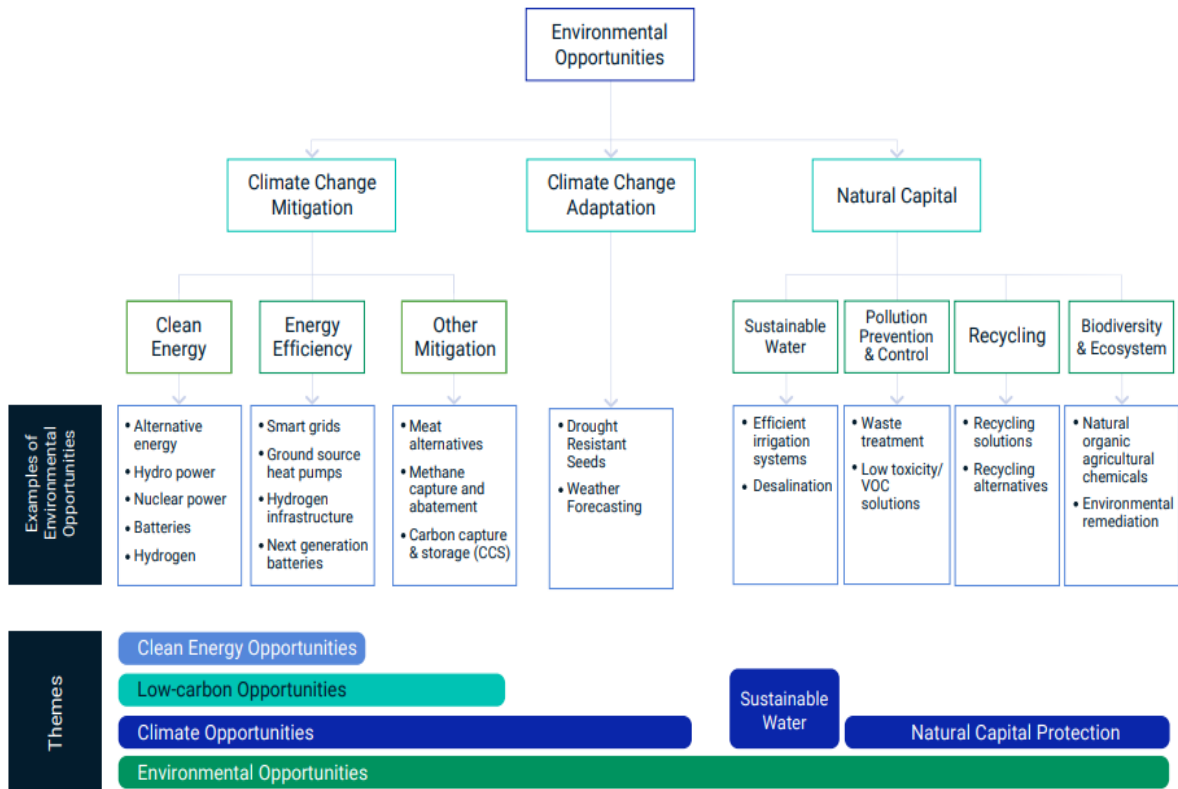 Environmental
Opportunities
Climate Change
Mitigation
Climate Change
Adaptation
Natural Capital
Clean
Energy
Energy
Efficiency
Other
Mitigation
Sustainable
Water
Pollution
Prevention
& Control
Recycling
Biodiversity
& Ecosystem
Examples of
Environmental
Opportunities
• Alternative
energy
• Hydro power
• Nuclear power
• Batteries
• Hydrogen
• Smart grids
• Ground source
heat pumps
• Hydrogen
infrastructure
• Next generation
batteries
• Meat
alternatives
• Methane
capture and
abatement
• Carbon capture
& storage (CCS)
• Drought
Resistant
Seeds
• Weather
Forecasting
• Efficient
irrigation
systems
• Desalination
• Waste
treatment
• Low toxicity/
VOC
solutions
• Recycling
solutions
• Recycling
alternatives
• Natural
organic
agricultural
chemicals
• Environmental
remediation
Themes
Clean Energy Opportunities
Low-carbon Opportunities
Climate Opportunities
Sustainable
Water
Natural Capital Protection
Environmental Opportunities